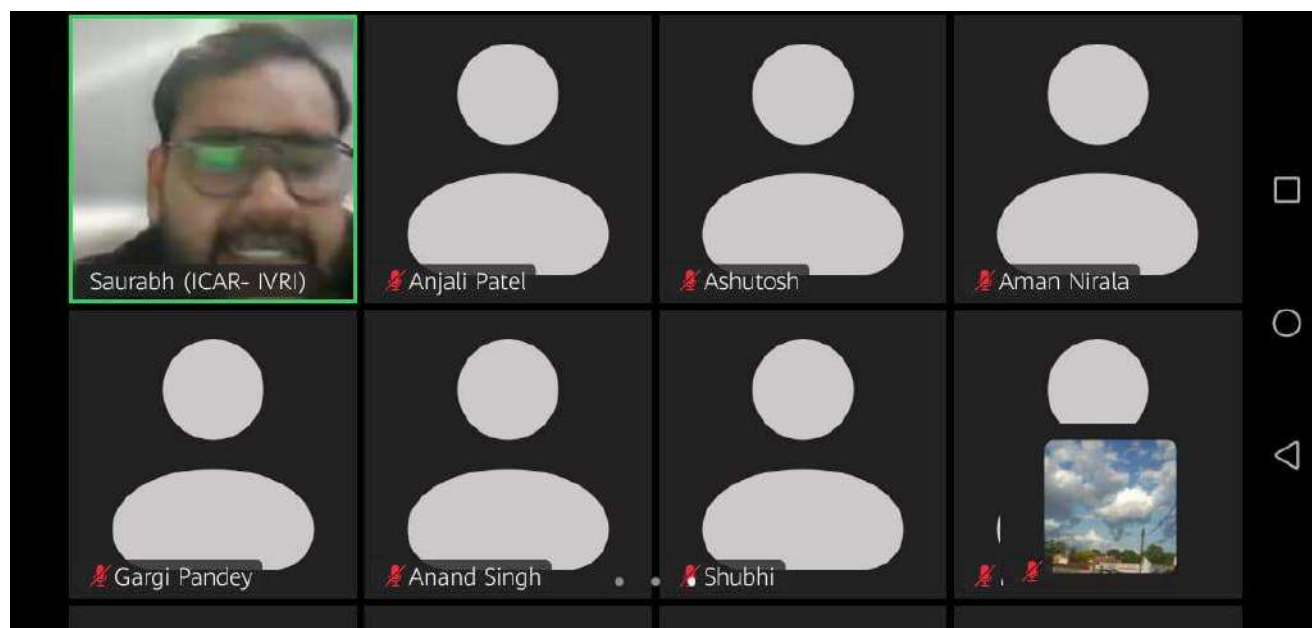 Saurabh (ICAR- IVRI)
Anjali Patel
Ashutosh
Aman Nirala
Gargi Pandey
Anand Singh
Shubhi